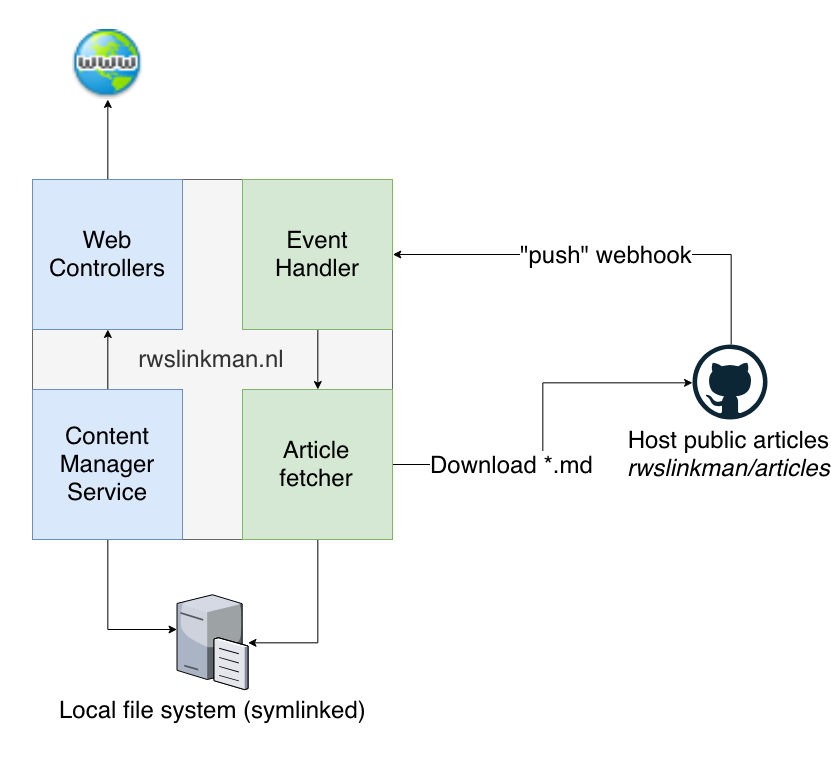 www
Web
Controllers
Event
Handler
"push" webhook
rwslinkman.nl
Content
Manager
Service
Article
fetcher
Download *.md
Host public articles
rwslinkman/articles
Local file system (symlinked)